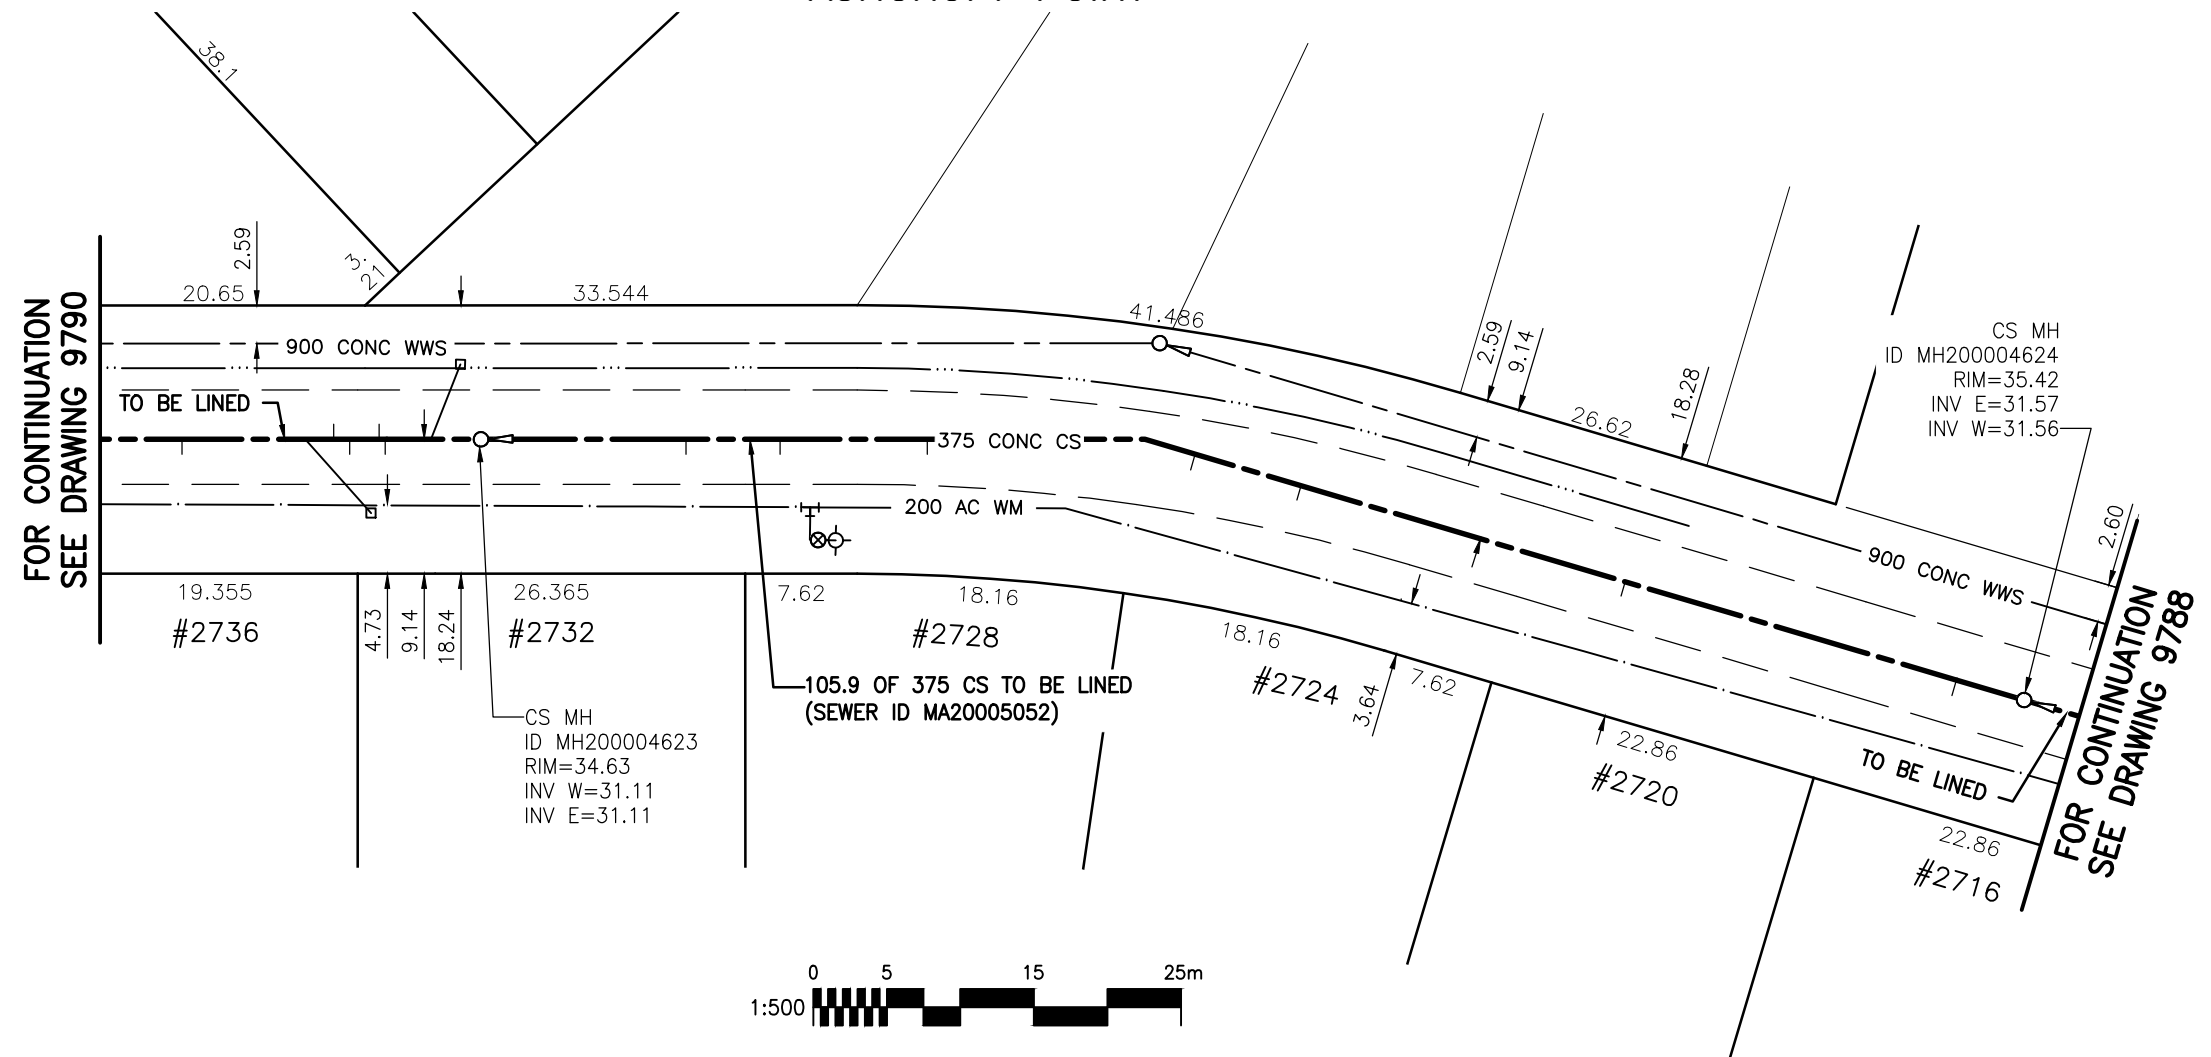 38.1
2.59
3.
21
20.65
33.544
41.486
2.59
9.14
26.62
18.28
CS MH
ID MH200004624
RIM=35.42
INV E=31.57
INV W=31.56
FOR CONTINUATION
SEE DRAWING 9790
900 CONC WWS
TO BE LINED
375 CONC CS
200 AC WM
900 CONC WWS
2.60
19.355
26.365
7.62
18.16
18.16
7.62
22.86
22.86
#2736
#2732
#2728
#2724
#2720
#2716
4.73
9.14
18.24
3.64
105.9 OF 375 CS TO BE LINED
(SEWER ID MA20005052)
CS MH
ID MH200004623
RIM=34.63
INV W=31.11
INV E=31.11
TO BE LINED
FOR CONTINUATION
SEE DRAWING 9788
0 5 15 25m
1:500